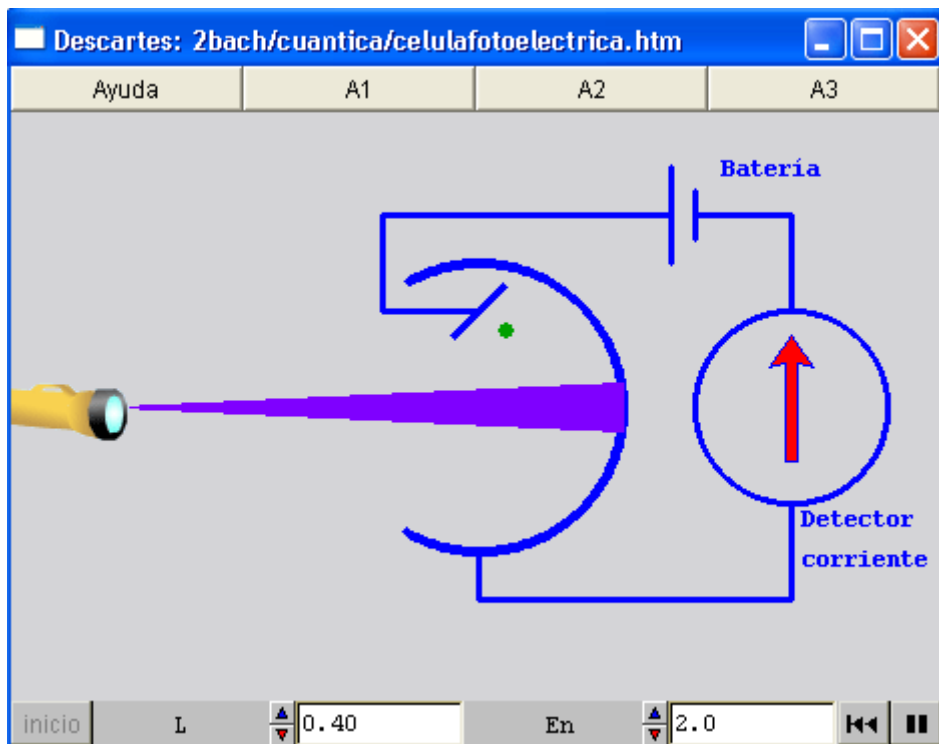 Descartes: 2bach/cuantica/celulafotoelectrica.htm
Ayuda A1 A2 A3
Batería
Detector
corriente
inicio L 0.40 En 2.0